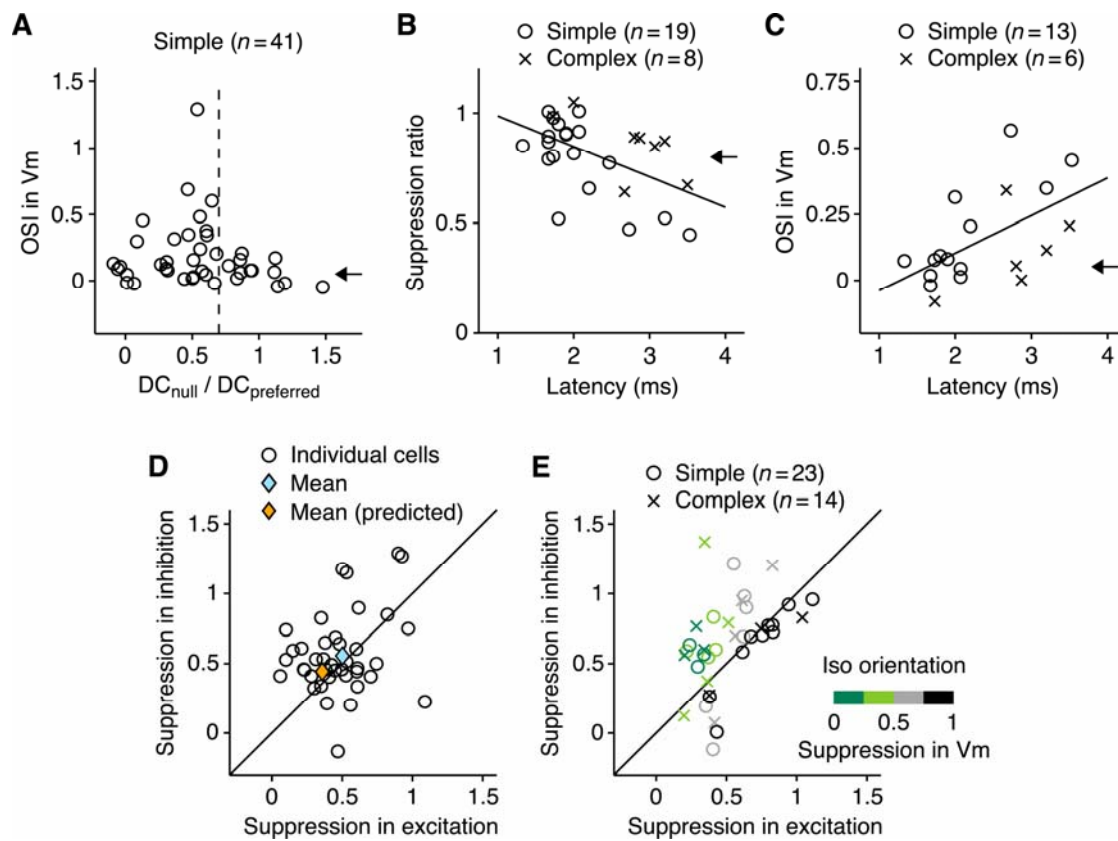 A
Simple (n=41)
1.5
1
0.5
0
OSI in Vm
0
0.5
1
1.5
DCnull / DCpreferred
B
Simple (n=19)
Complex (n=8)
1
0.5
0
Suppression ratio
1
2
3
4
Latency (ms)
C
Simple (n=13)
Complex (n=6)
0.75
0.5
0.25
0
OSI in Vm
1
2
3
4
Latency (ms)
D
Individual cells
Mean
Mean (predicted)
1.5
1
0.5
0
Suppression in inhibition
0
0.5
1
1.5
Suppression in excitation
E
Simple (n=23)
Complex (n=14)
1.5
1
0.5
0
Suppression in inhibition
0
0.5
1
1.5
Suppression in excitation
Iso orientation
0
0.5
1
Suppression in Vm